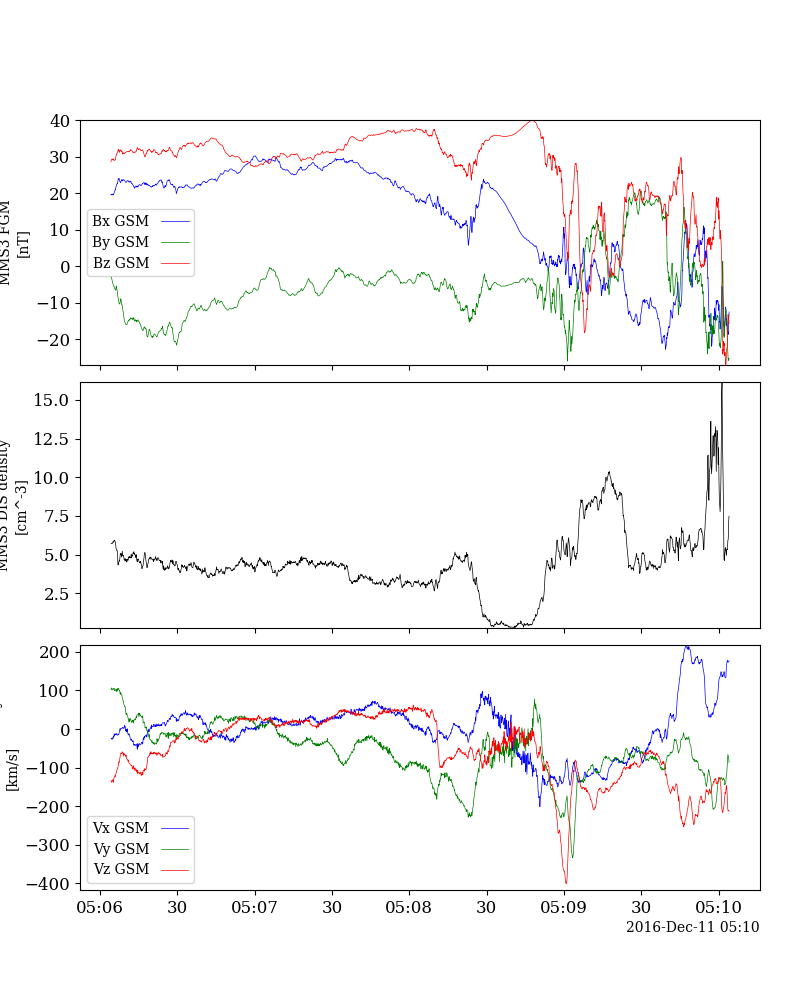 40
30
20
10
0
−10
−20
MMS3 FGM
[nT]
Bx GSM
By GSM
Bz GSM
15.0
12.5
10.0
7.5
5.0
2.5
MMS3 DIS density
[cm^-3]
200
100
0
−100
−200
−300
−400
[km/s]
Vx GSM
Vy GSM
Vz GSM
05:06 30 05:07 30 05:08 30 05:09 30 05:10
2016-Dec-11 05:10